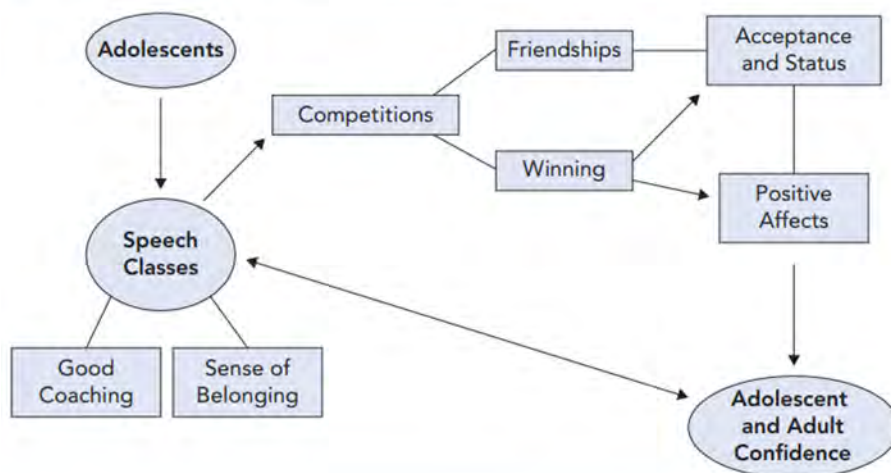 Adolescents
Friendships
Acceptance
and Status
Competitions
Winning
Positive
Affects
Speech
Classes
Good
Coaching
Sense of
Belonging
Adolescent
and Adult
Confidence